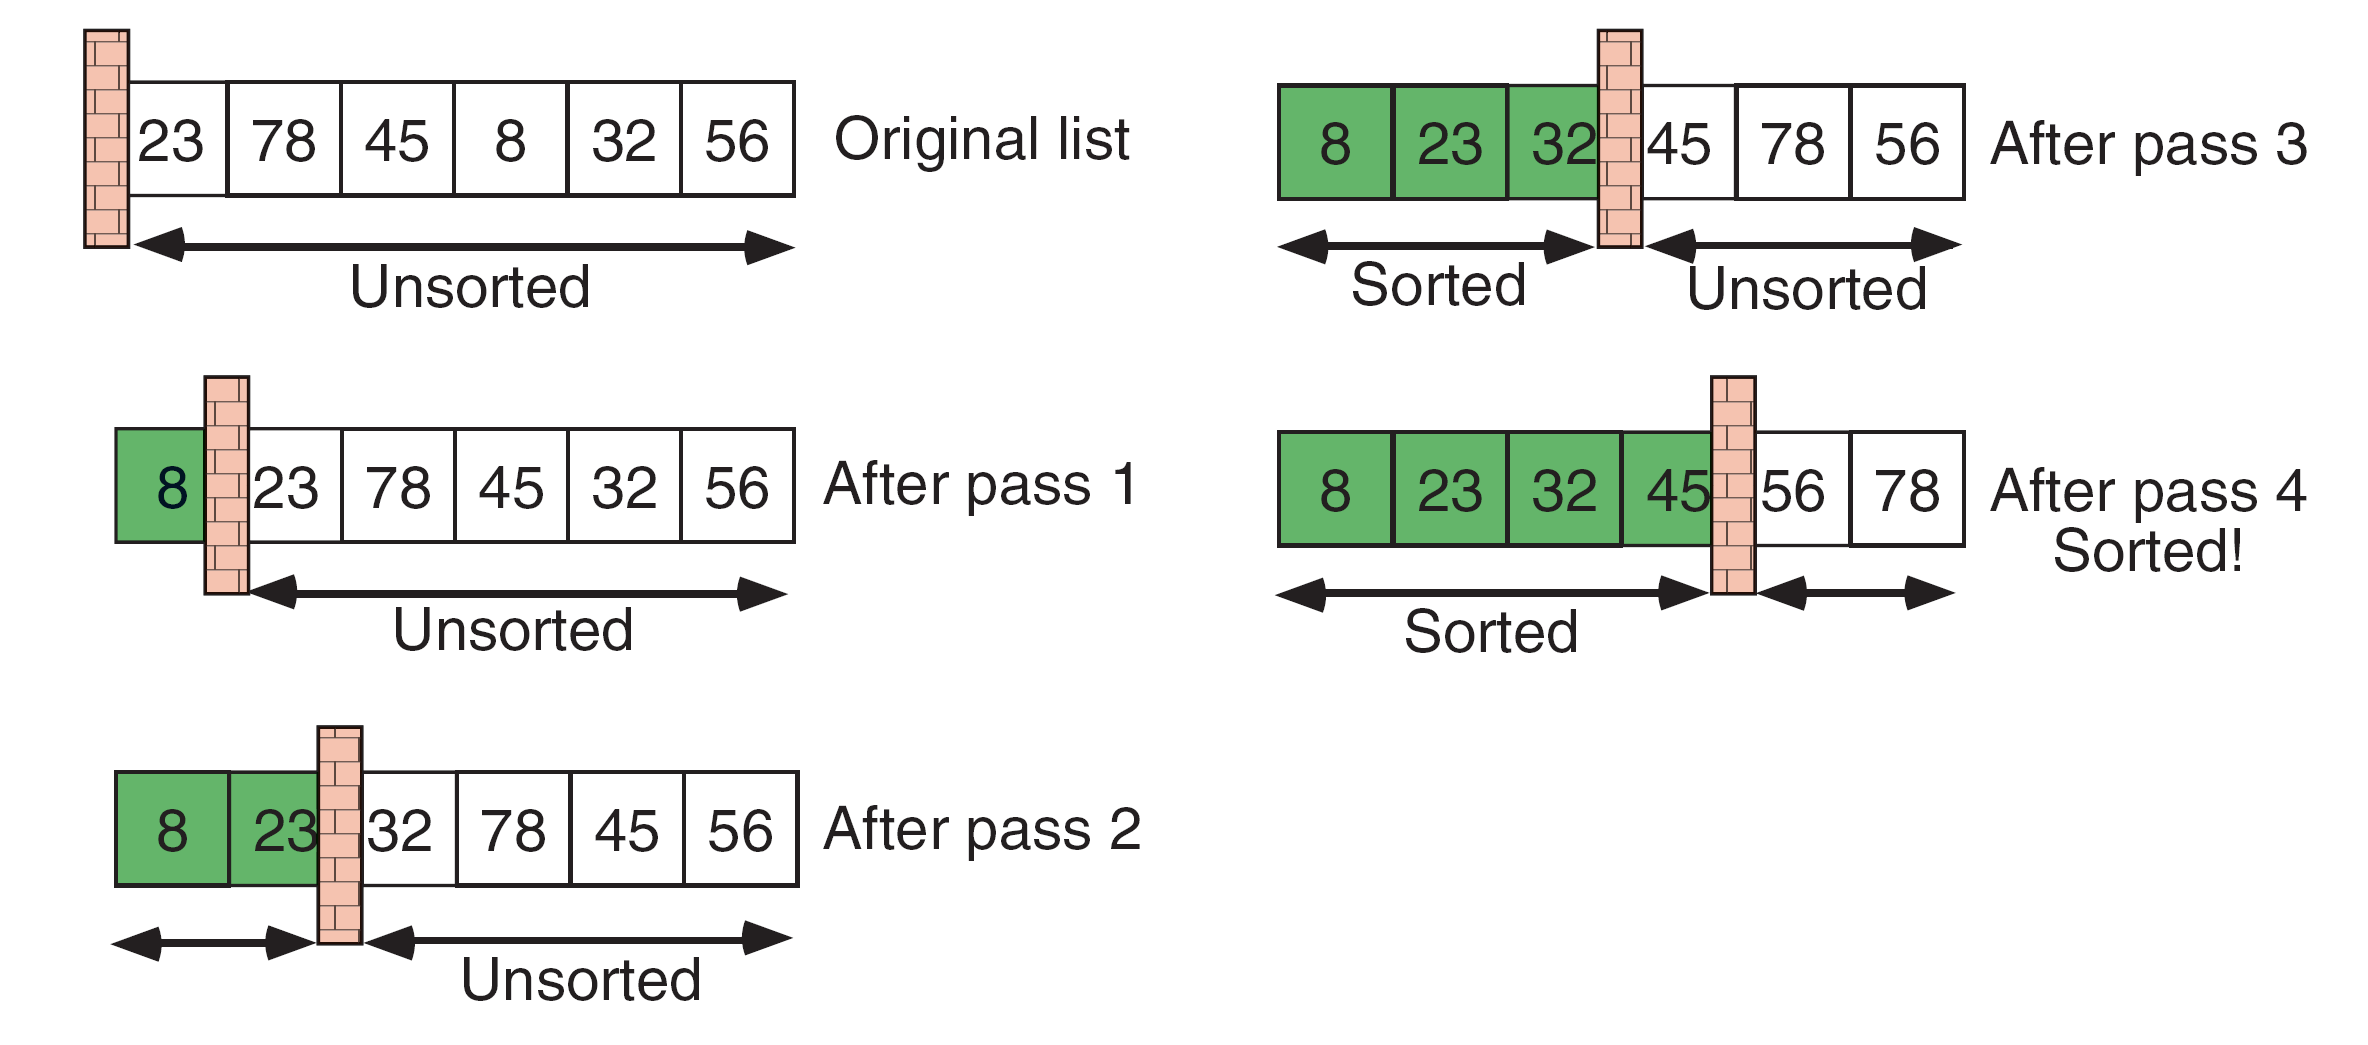 23 78 45 8 32 56 Original list
Unsorted
8 23 78 45 32 56 After pass 1
Unsorted
8 23 32 78 45 56 After pass 2
Unsorted
8 23 32 45 78 56 After pass 3
Sorted Unsorted
8 23 32 45 56 78 After pass 4
Sorted!
Sorted